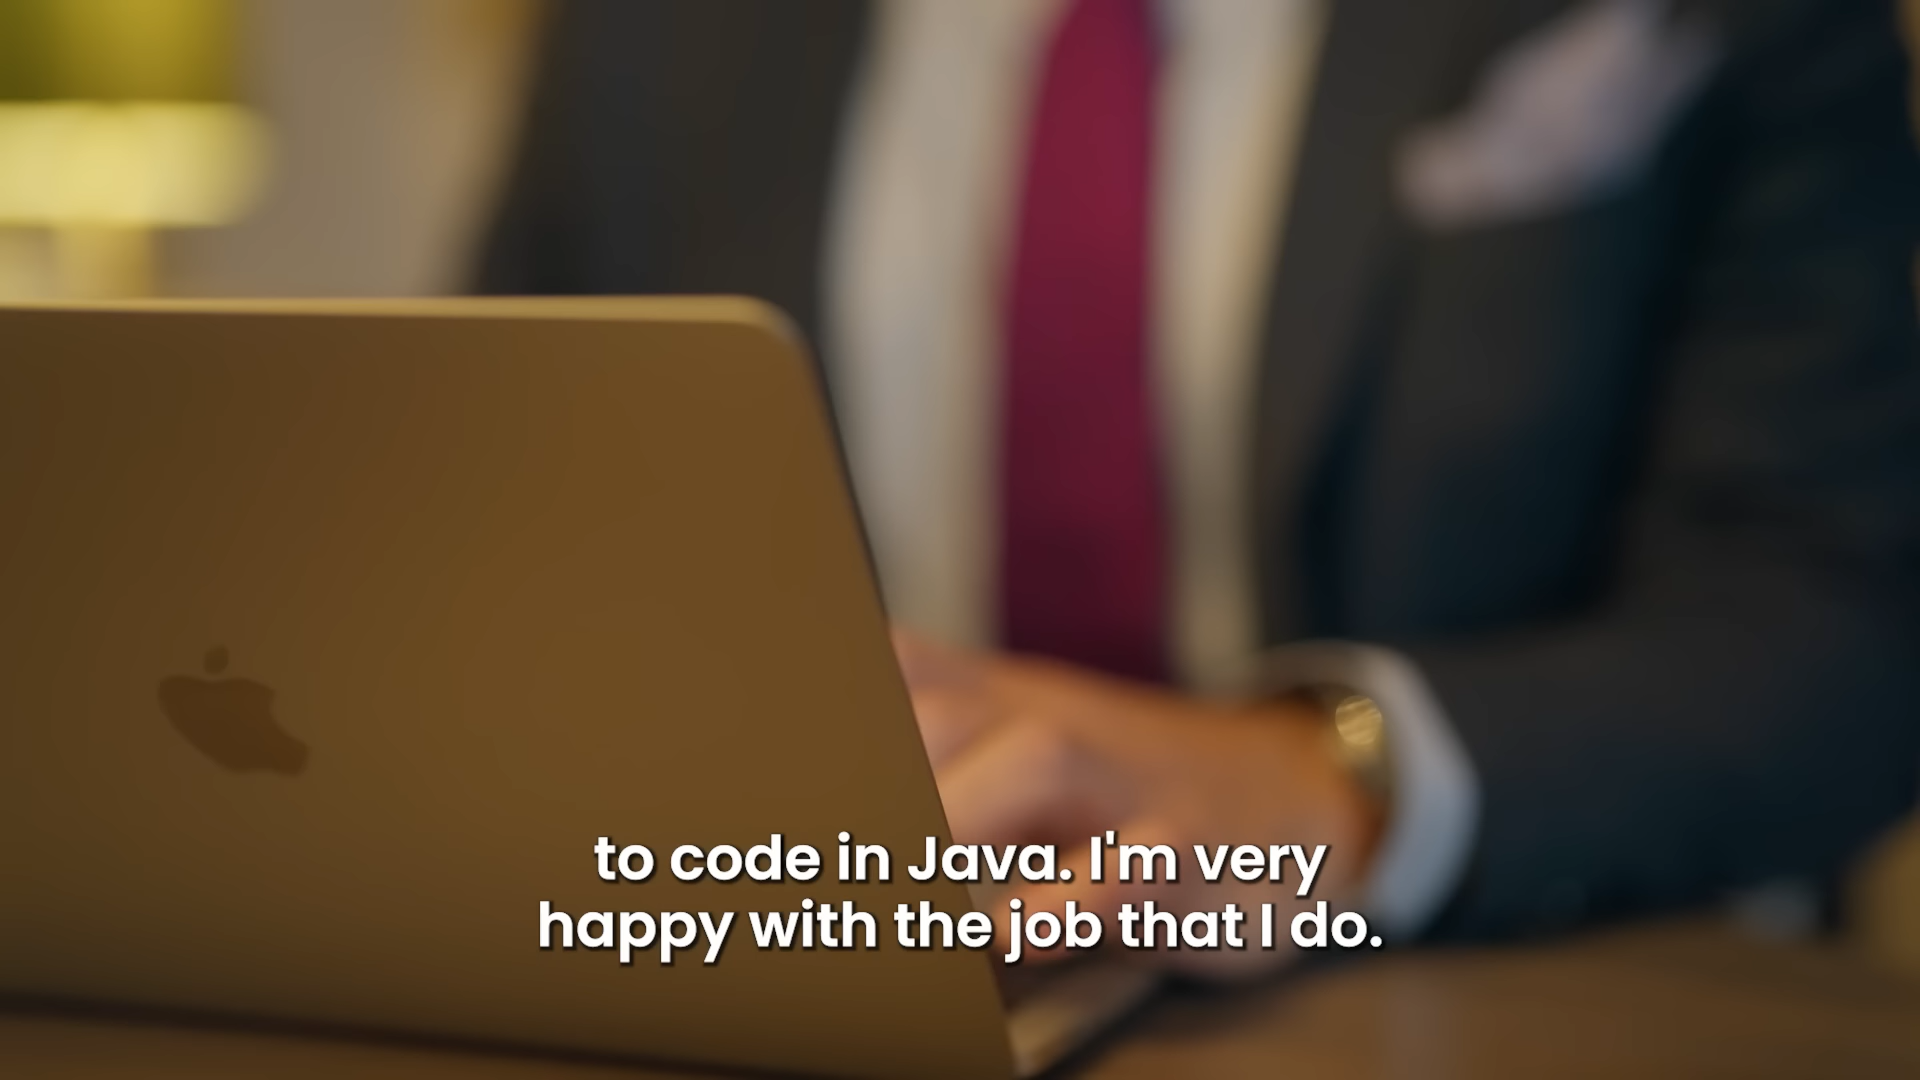 to code in Java. I'm very
happy with the job that I do.